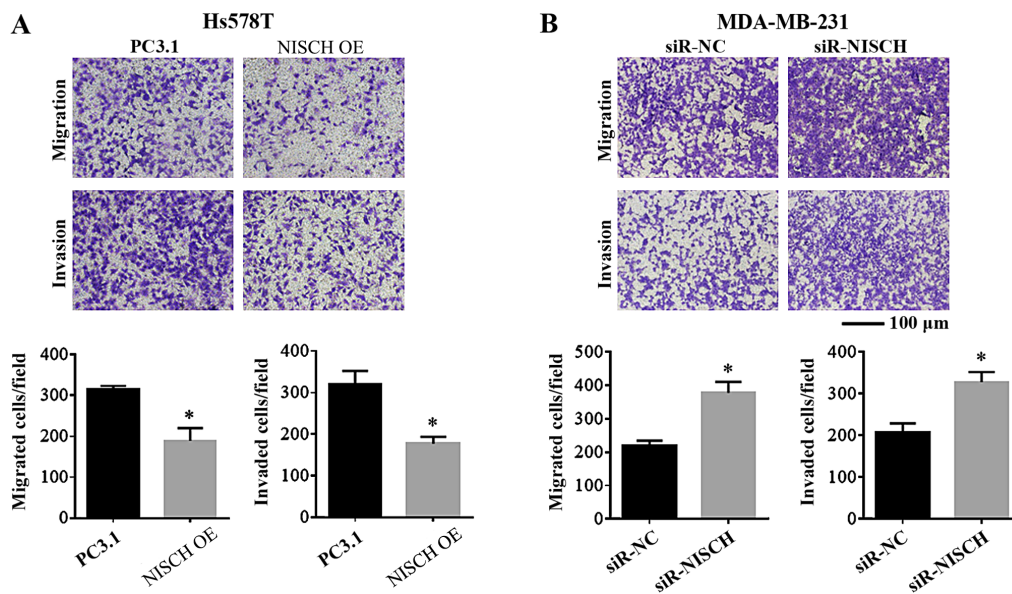 A
Hs578T
PC3.1
NISCH OE
Migration
Invasion
B
MDA-MB-231
siR-NC
siR-NISCH
Migration
Invasion
100 µm
Migrated cells/field
400
300
200
100
0
*
PC3.1
NISCH OE
Invaded cells/field
400
300
200
100
0
*
PC3.1
NISCH OE
Migrated cells/field
500
400
300
200
100
0
*
siR-NC
siR-NISCH
Invaded cells/field
400
300
200
100
0
*
siR-NC
siR-NISCH